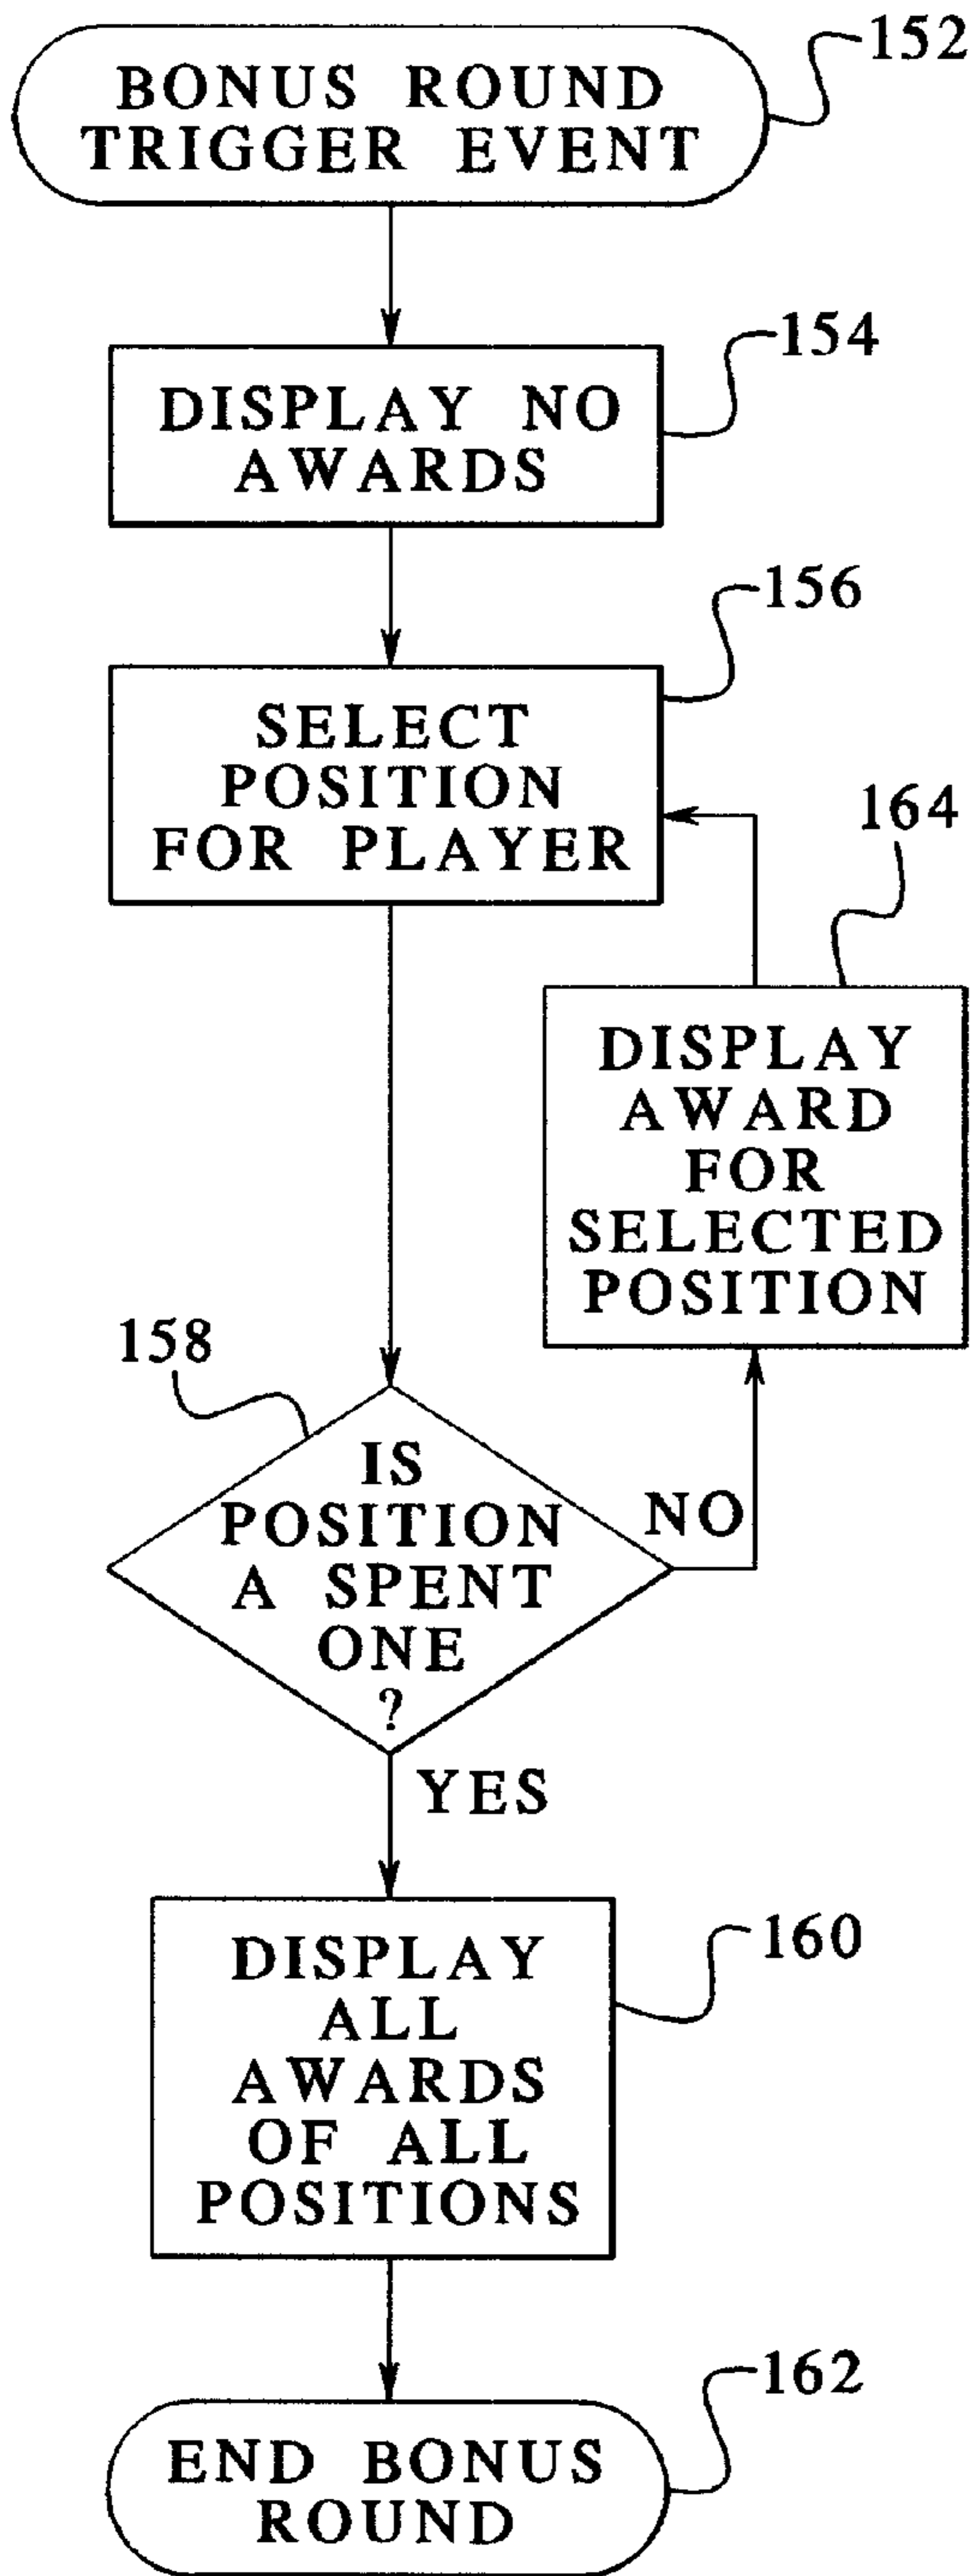 152
BONUS ROUND
TRIGGER EVENT
154
DISPLAY NO
AWARDS
156
SELECT
POSITION
FOR PLAYER
164
DISPLAY
AWARD
FOR
SELECTED
POSITION
158
IS
POSITION
A SPENT
ONE
?
NO
YES
160
DISPLAY
ALL
AWARDS
OF ALL
POSITIONS
162
END BONUS
ROUND